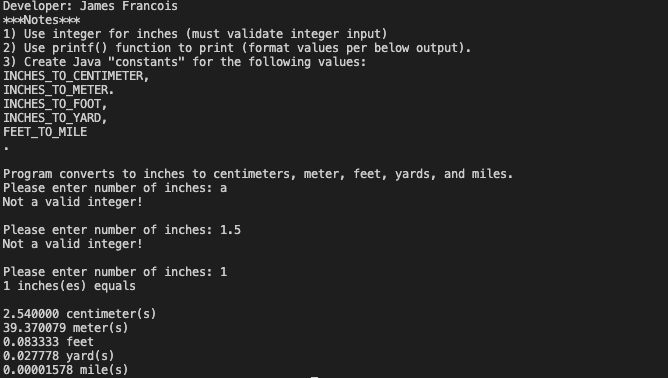 Developer: James Francois
***Notes***
1) Use integer for inches (must validate integer input)
2) Use printf() function to print (format values per below output).
3) Create Java "constants" for the following values:
INCHES_TO_CENTIMETER,
INCHES_TO_METER.
INCHES_TO_FOOT,
INCHES_TO_YARD,
FEET_TO_MILE
.
Program converts to inches to centimeters, meter, feet, yards, and miles.
Please enter number of inches: a
Not a valid integer!
Please enter number of inches: 1.5
Not a valid integer!
Please enter number of inches: 1
1 inches(es) equals
2.540000 centimeter(s)
39.370079 meter(s)
0.083333 feet
0.027778 yard(s)
0.00001578 mile(s)